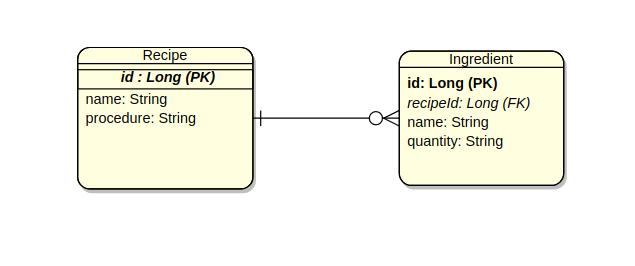 Recipe
id : Long (PK)
name: String
procedure: String
Ingredient
id: Long (PK)
recipeId: Long (FK)
name: String
quantity: String